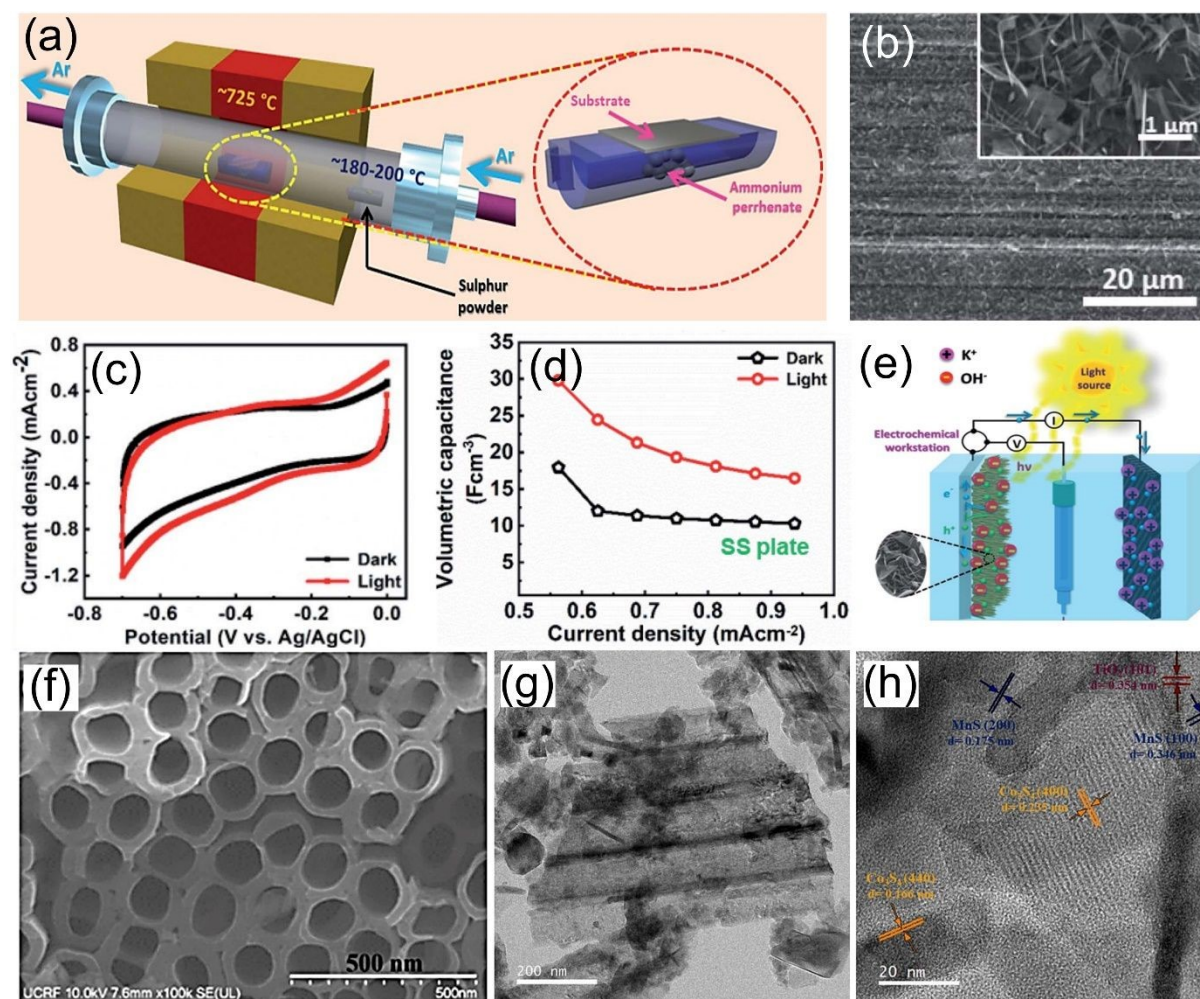 (a)
Ar
~725 °C
~180-200 °C
Ar
Sulphur
powder
Substrate
Ammonium
perrhenate
(b)
1 µm
20 µm
(c)
Current density (mAcm⁻²)
0.8
0.4
0.0
-0.4
-0.8
-1.2
Dark
Light
-0.8
-0.6
-0.4
-0.2
0.0
Potential (V vs. Ag/AgCl)
(d)
Volumetric capacitance
(Fcm⁻³)
35
30
25
20
15
10
5
Dark
Light
SS plate
0.5
0.6
0.7
0.8
0.9
1.0
Current density (mAcm⁻²)
(e)
K⁺
OH⁻
Light
source
I
Electrochemical
workstation
V
hν
e⁻
h⁺
(f)
500 nm
UCRF 10.0kV 7.6mm x100k SE(UL)
500nm
(g)
200 nm
(h)
TiO₂(101)
MnS (200)
d= 0.175 nm
MnS (100)
d= 0.346 nm
(400)
(440)
d= 0.166 nm
20 nm